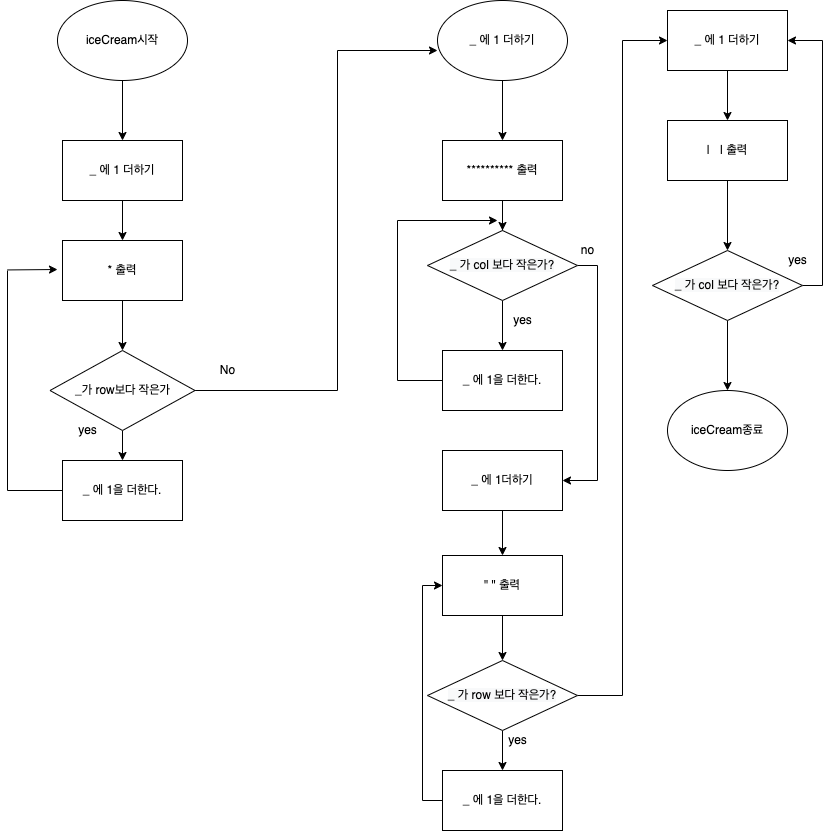 iceCream시작
_ 에 1 더하기
* 출력
_가 row보다 작은가
No
yes
_ 에 1을 더한다.
_ 에 1 더하기
********** 출력
_ 가 col 보다 작은가?
no
yes
_ 에 1을 더한다.
_ 에 1더하기
" " 출력
_ 가 row 보다 작은가?
yes
_ 에 1을 더한다.
_ 에 1 더하기
| | 출력
_ 가 col 보다 작은가?
yes
iceCream종료